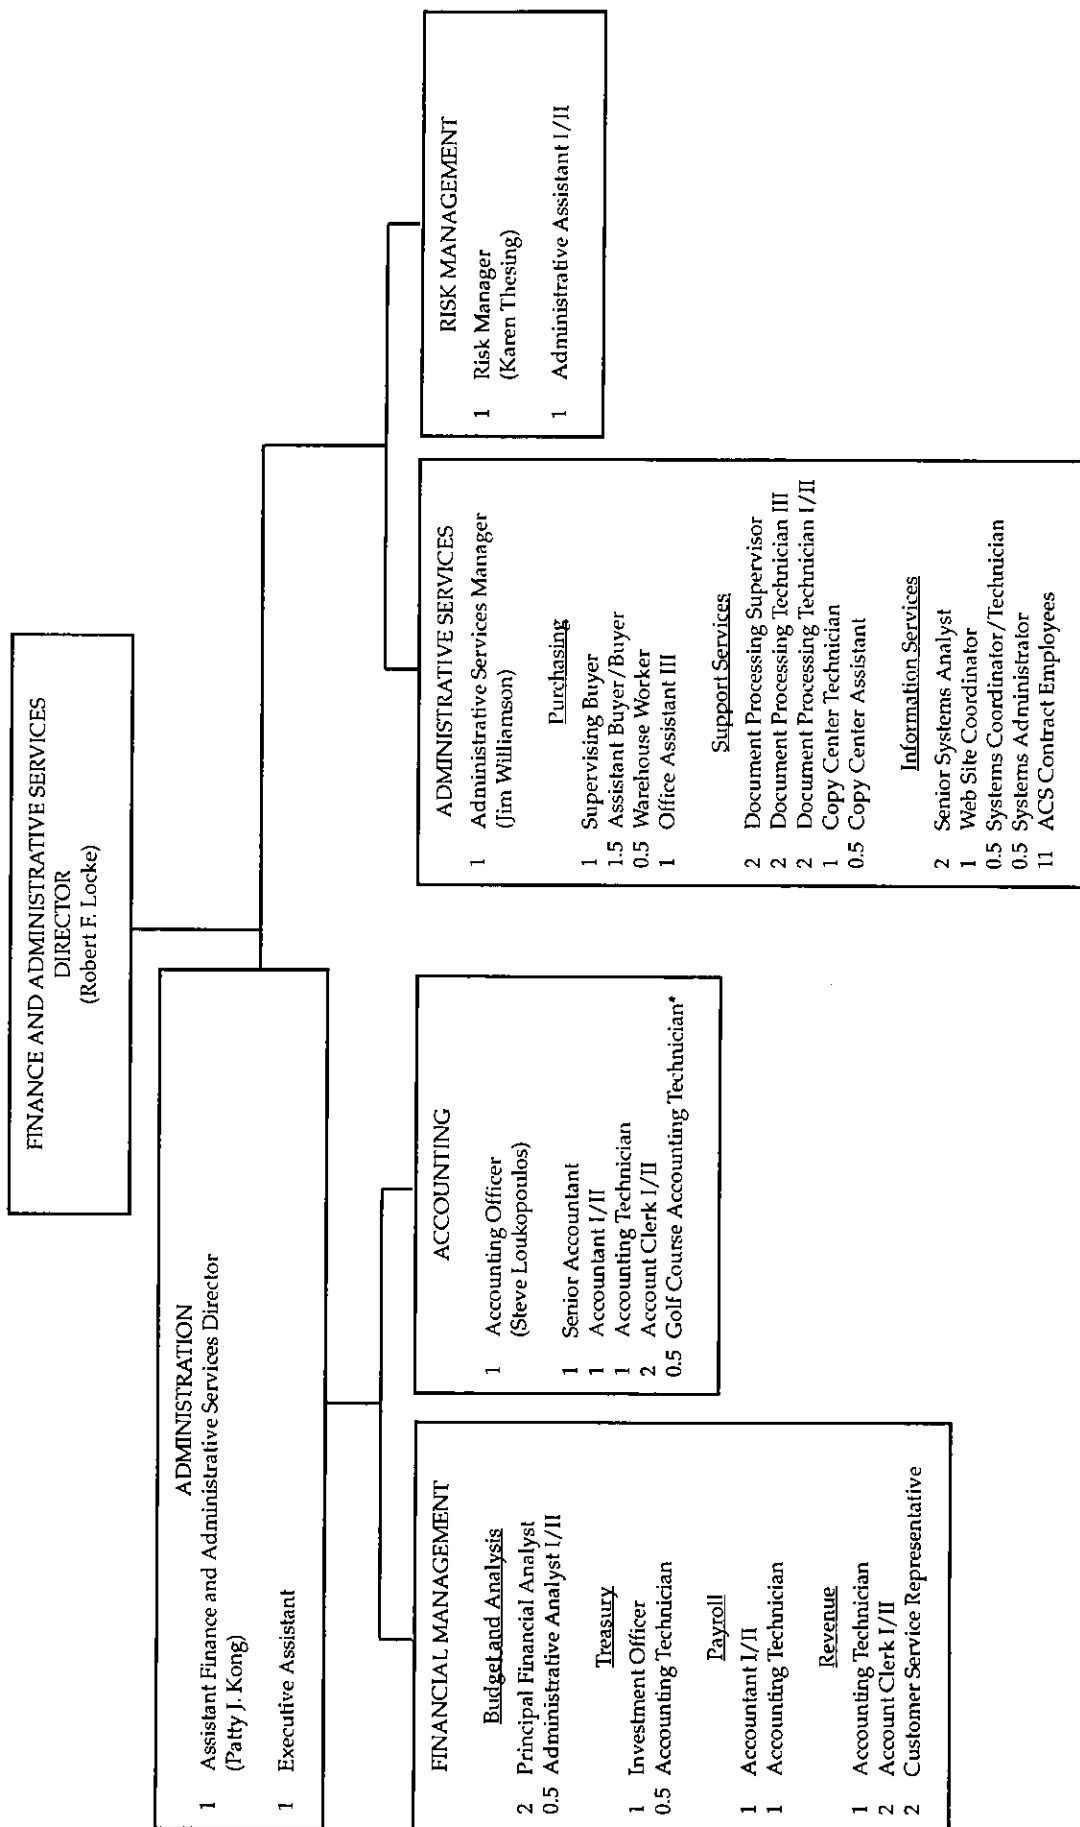 FINANCE AND ADMINISTRATIVE SERVICES
DIRECTOR
(Robert F. Locke)
ADMINISTRATION
1 Assistant Finance and Administrative Services Director
(Patty J. Kong)
1 Executive Assistant
FINANCIAL MANAGEMENT
Budget and Analysis
2 Principal Financial Analyst
0.5 Administrative Analyst I/II
Treasury
1 Investment Officer
0.5 Accounting Technician
Payroll
1 Accountant I/II
1 Accounting Technician
Revenue
1 Accounting Technician
2 Account Clerk I/II
2 Customer Service Representative
ACCOUNTING
1 Accounting Officer
(Steve Loukopoulos)
1 Senior Accountant
1 Accountant I/II
1 Accounting Technician
2 Account Clerk I/II
0.5 Golf Course Accounting Technician*
ADMINISTRATIVE SERVICES
1 Administrative Services Manager
(Jim Williamson)
Purchasing
1 Supervising Buyer
1.5 Assistant Buyer/Buyer
0.5 Warehouse Worker
1 Office Assistant III
Support Services
2 Document Processing Supervisor
2 Document Processing Technician III
2 Document Processing Technician I/II
1 Copy Center Technician
0.5 Copy Center Assistant
Information Services
2 Senior Systems Analyst
1 Web Site Coordinator
0.5 Systems Coordinator/Technician
0.5 Systems Administrator
11 ACS Contract Employees
RISK MANAGEMENT
1 Risk Manager
(Karen Thesing)
1 Administrative Assistant I/II